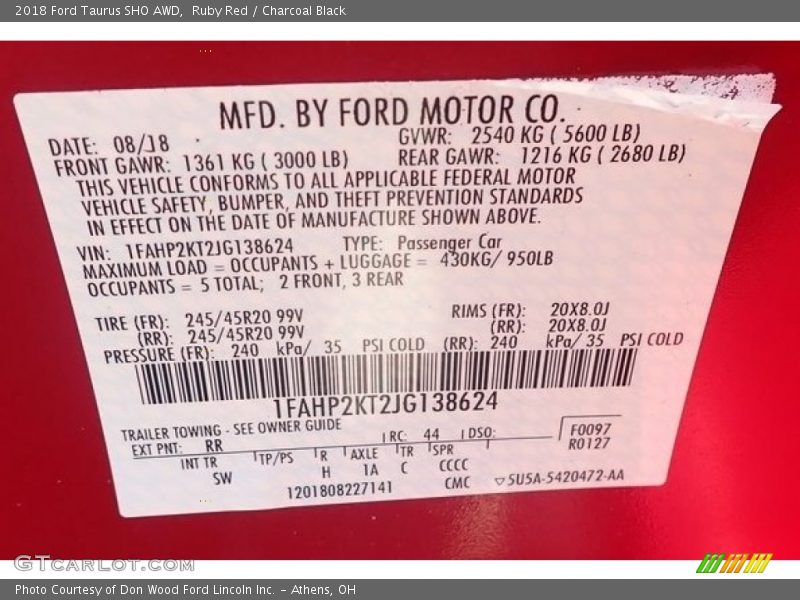 2018 Ford Taurus SHO AWD,  Ruby Red / Charcoal Black
MFD. BY FORD MOTOR CO.
DATE: 08/18 GVWR: 2540 KG ( 5600 LB)
FRONT GAWR: 1361 KG ( 3000 LB) REAR GAWR: 1216 KG ( 2680 LB)
THIS VEHICLE CONFORMS TO ALL APPLICABLE FEDERAL MOTOR
VEHICLE SAFETY, BUMPER, AND THEFT PREVENTION STANDARDS
IN EFFECT ON THE DATE OF MANUFACTURE SHOWN ABOVE.
VIN: 1FAHP2KT2JG138624 TYPE: Passenger Car
MAXIMUM LOAD = OCCUPANTS + LUGGAGE = 430KG/ 950LB
OCCUPANTS = 5 TOTAL; 2 FRONT, 3 REAR
TIRE (FR): 245/45R20 99V RIMS (FR): 20X8.0J
(RR): 245/45R20 99V (RR): 20X8.0J
PRESSURE (FR): 240 kPa/ 35 PSI COLD (RR): 240 kPa/ 35 PSI COLD
1FAHP2KT2JG138624
TRAILER TOWING - SEE OWNER GUIDE
EXT PNT: RR RC: 44 DSO: F0097
R0127
INT TR TP/PS R AXLE TR SPR
SW H 1A C CCCC
1201808227141 CMC ▽5U5A-5420472-AA
GTCARLOT.COM
Photo Courtesy of Don Wood Ford Lincoln Inc. - Athens, OH